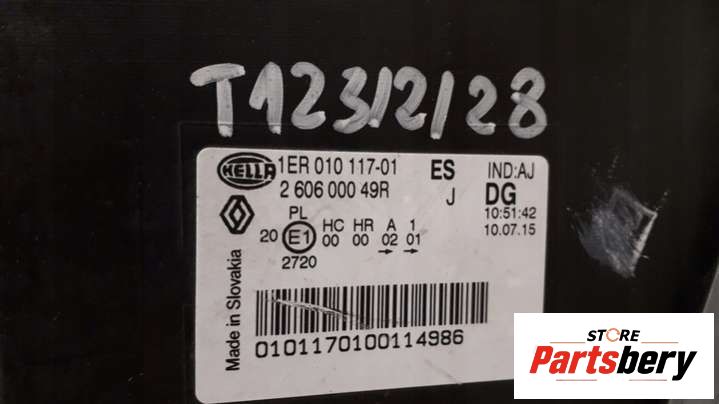 T123/2/28
HELLA 1ER 010 117-01 ES IND:AJ
2 606 000 49R J DG
10:51:42
10.07.15
PL HC HR A 1
20 E1 00 00 02 01
2720
Made in Slovakia
0101170100114986
STORE
Partsbery